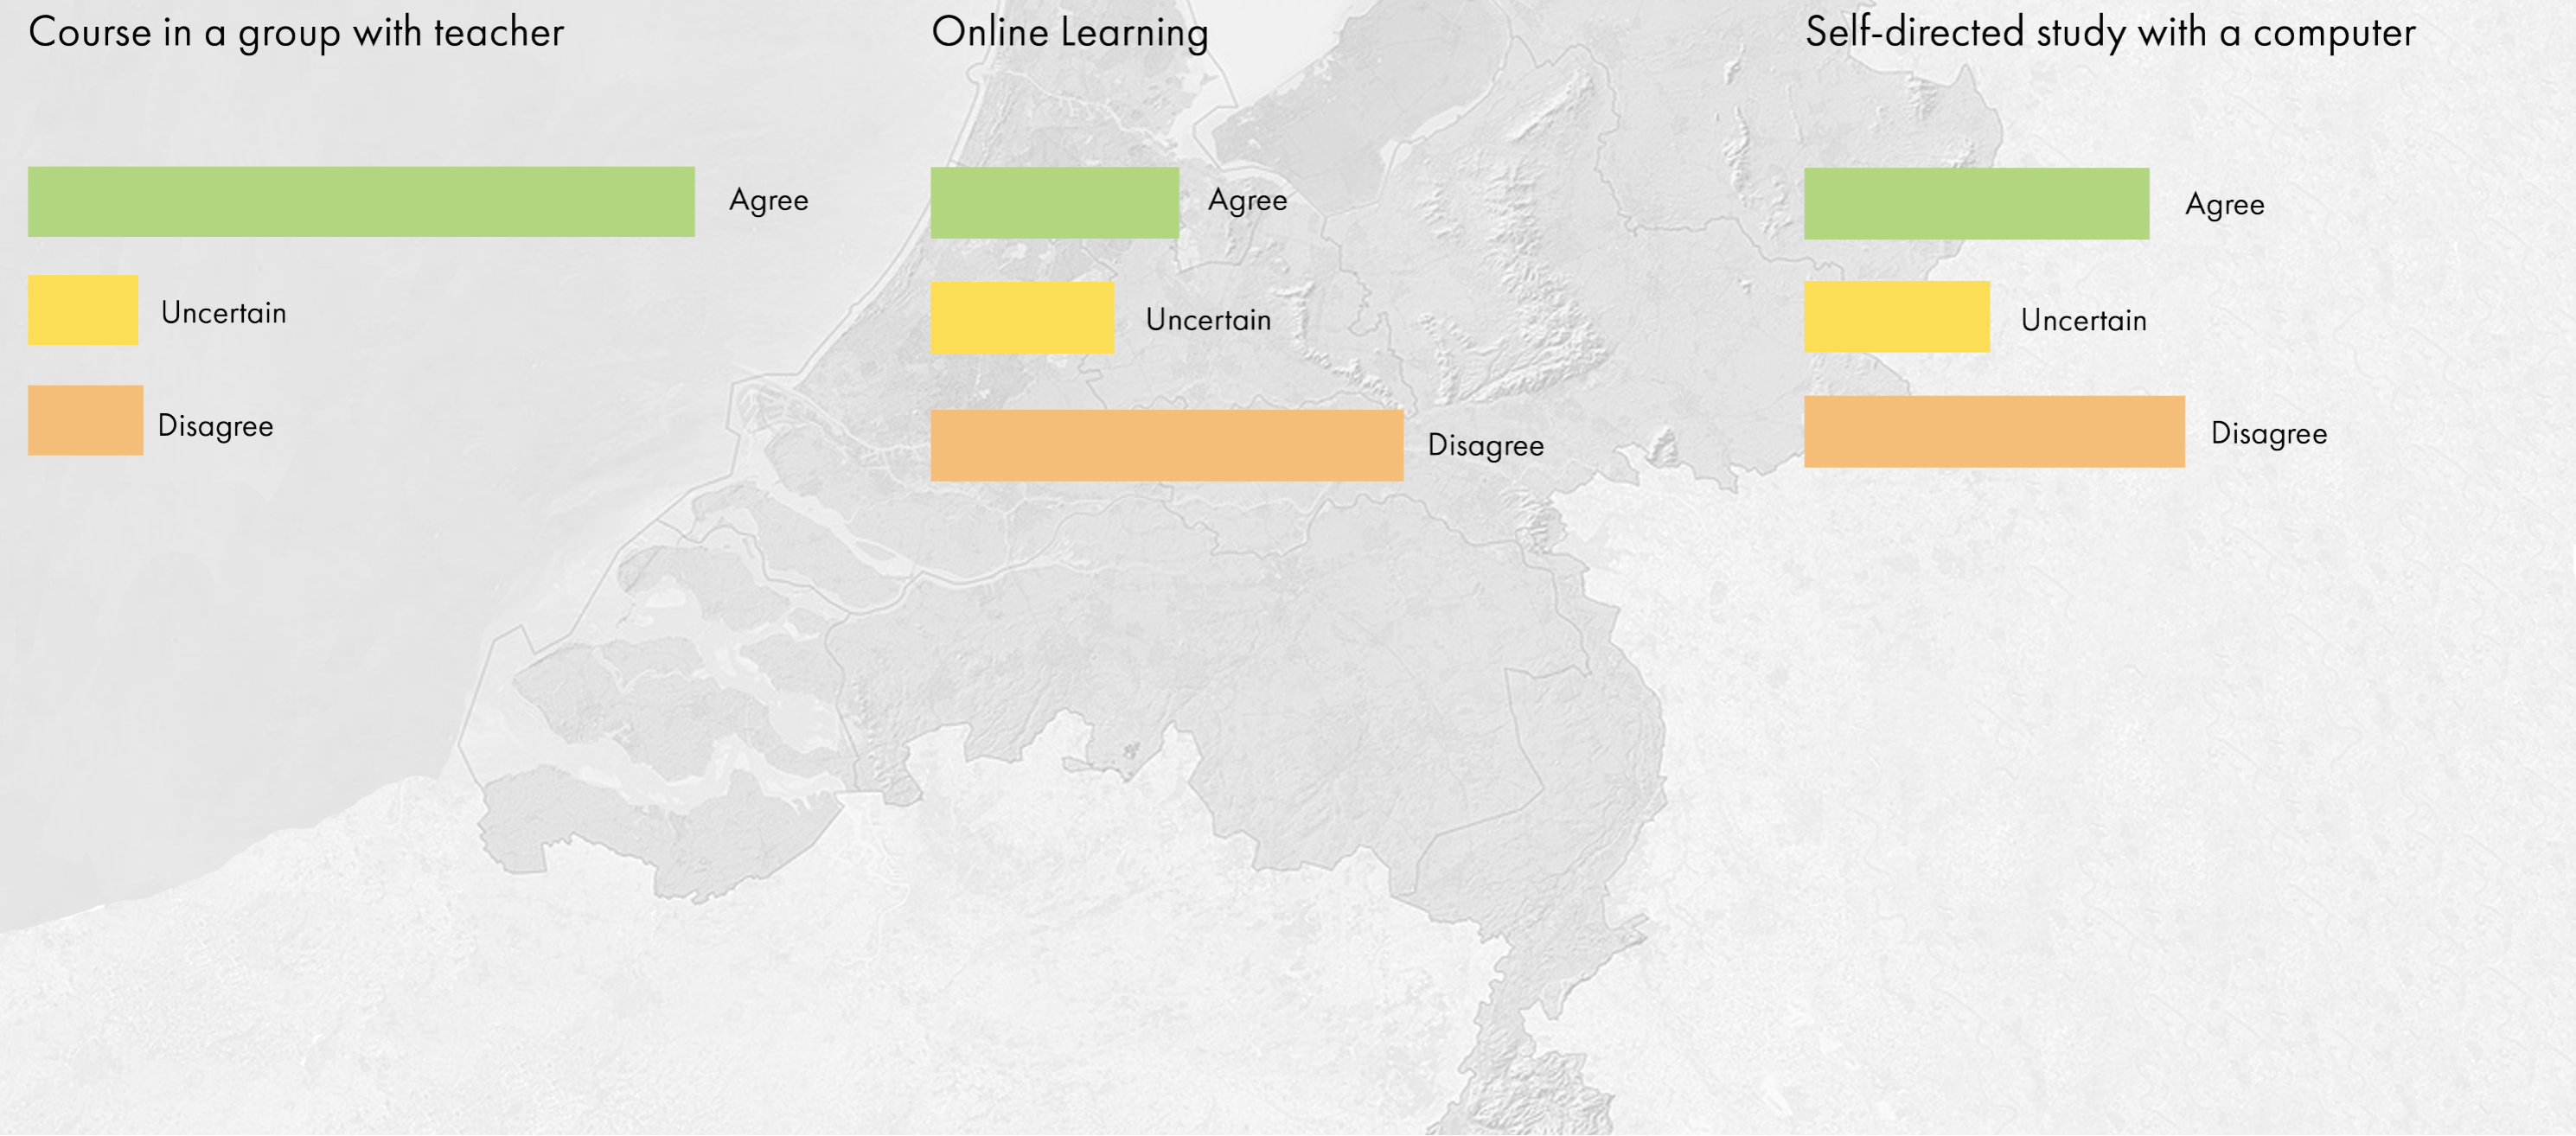 Course in a group with teacher
Agree
Uncertain
Disagree
Online Learning
Agree
Uncertain
Disagree
Self-directed study with a computer
Agree
Uncertain
Disagree